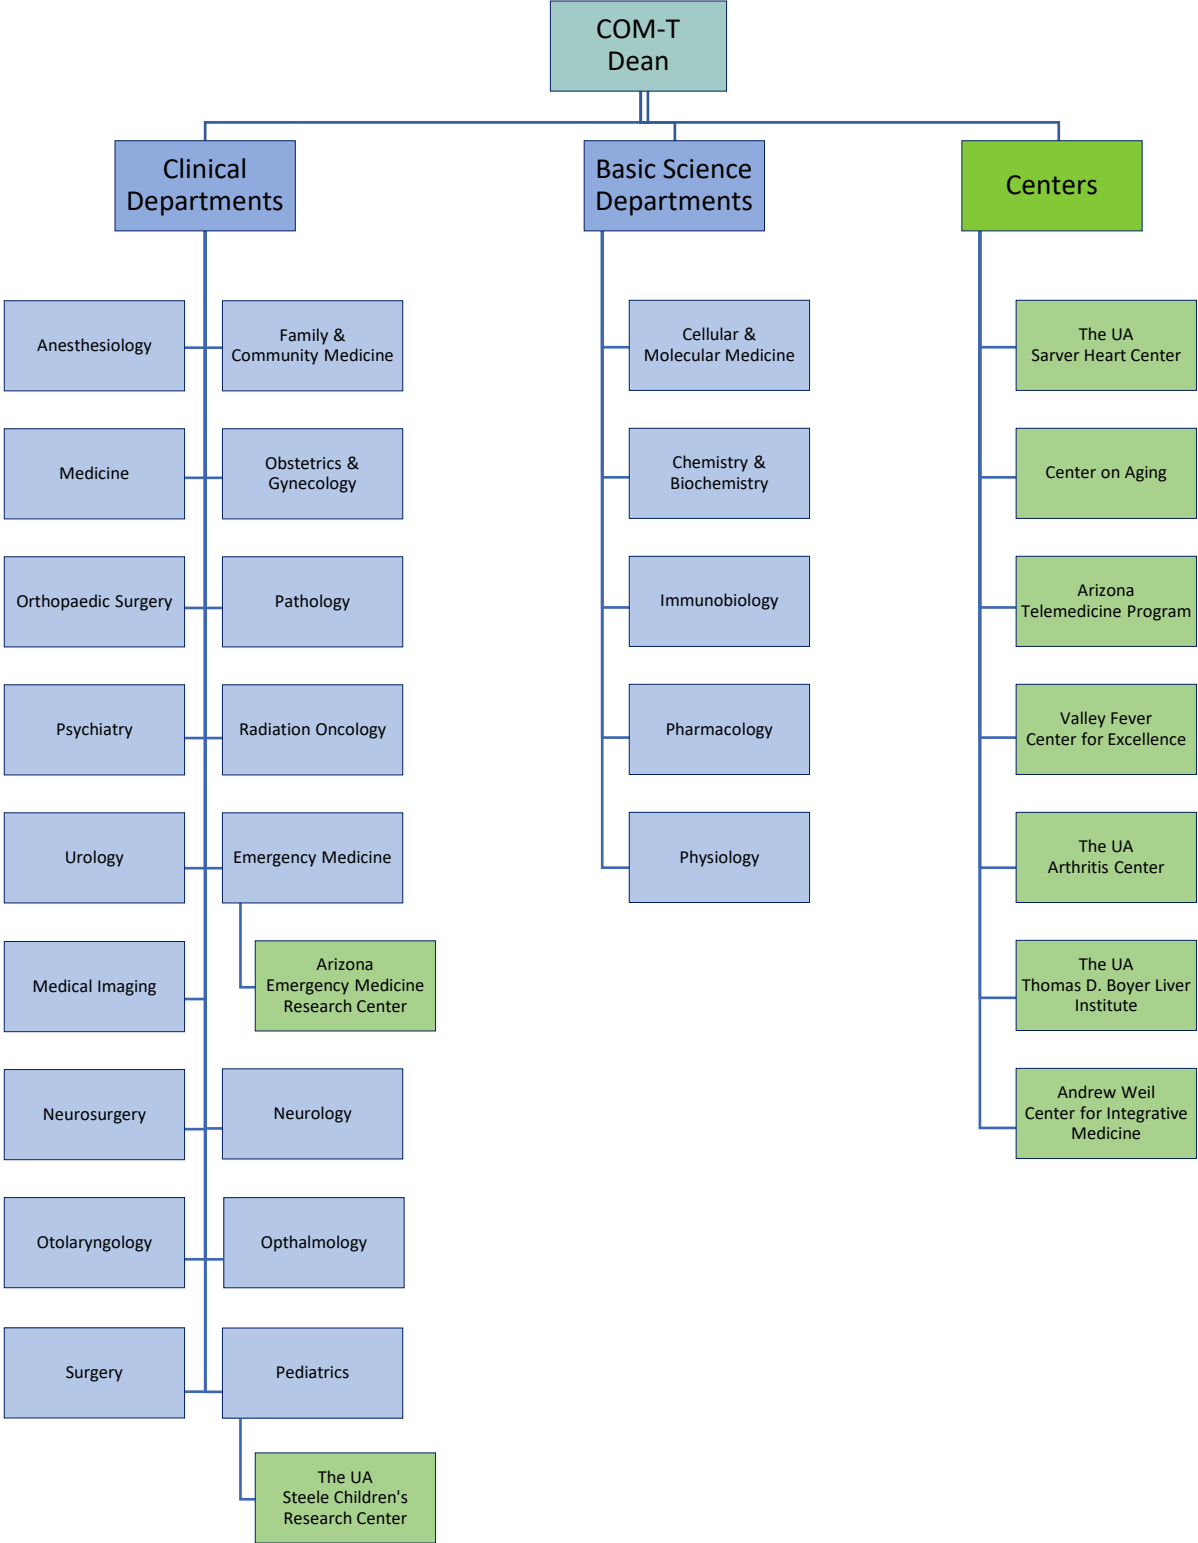 COM-T
Dean
Clinical
Departments
Basic Science
Departments
Centers
Anesthesiology
Family &
Community Medicine
Medicine
Obstetrics &
Gynecology
Orthopaedic Surgery
Pathology
Psychiatry
Radiation Oncology
Urology
Emergency Medicine
Medical Imaging
Arizona
Emergency Medicine
Research Center
Neurosurgery
Neurology
Otolaryngology
Opthalmology
Surgery
Pediatrics
The UA
Steele Children's
Research Center
Cellular &
Molecular Medicine
Chemistry &
Biochemistry
Immunobiology
Pharmacology
Physiology
The UA
Sarver Heart Center
Center on Aging
Arizona
Telemedicine Program
Valley Fever
Center for Excellence
The UA
Arthritis Center
The UA
Thomas D. Boyer Liver
Institute
Andrew Weil
Center for Integrative
Medicine